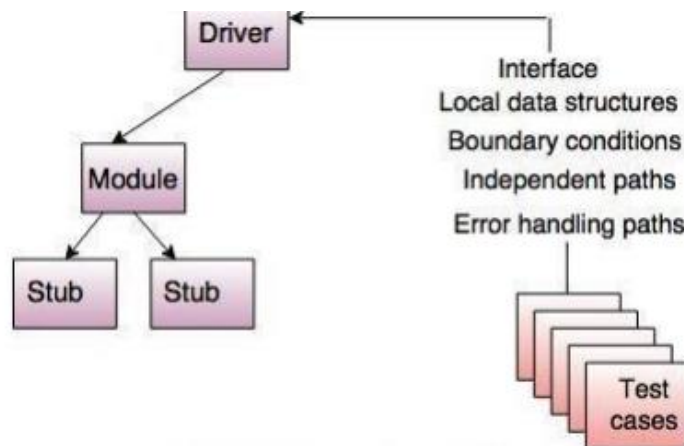 Driver
Interface
Local data structures
Boundary conditions
Module
Independent paths
Error handling paths
Stub
Stub
Test
cases